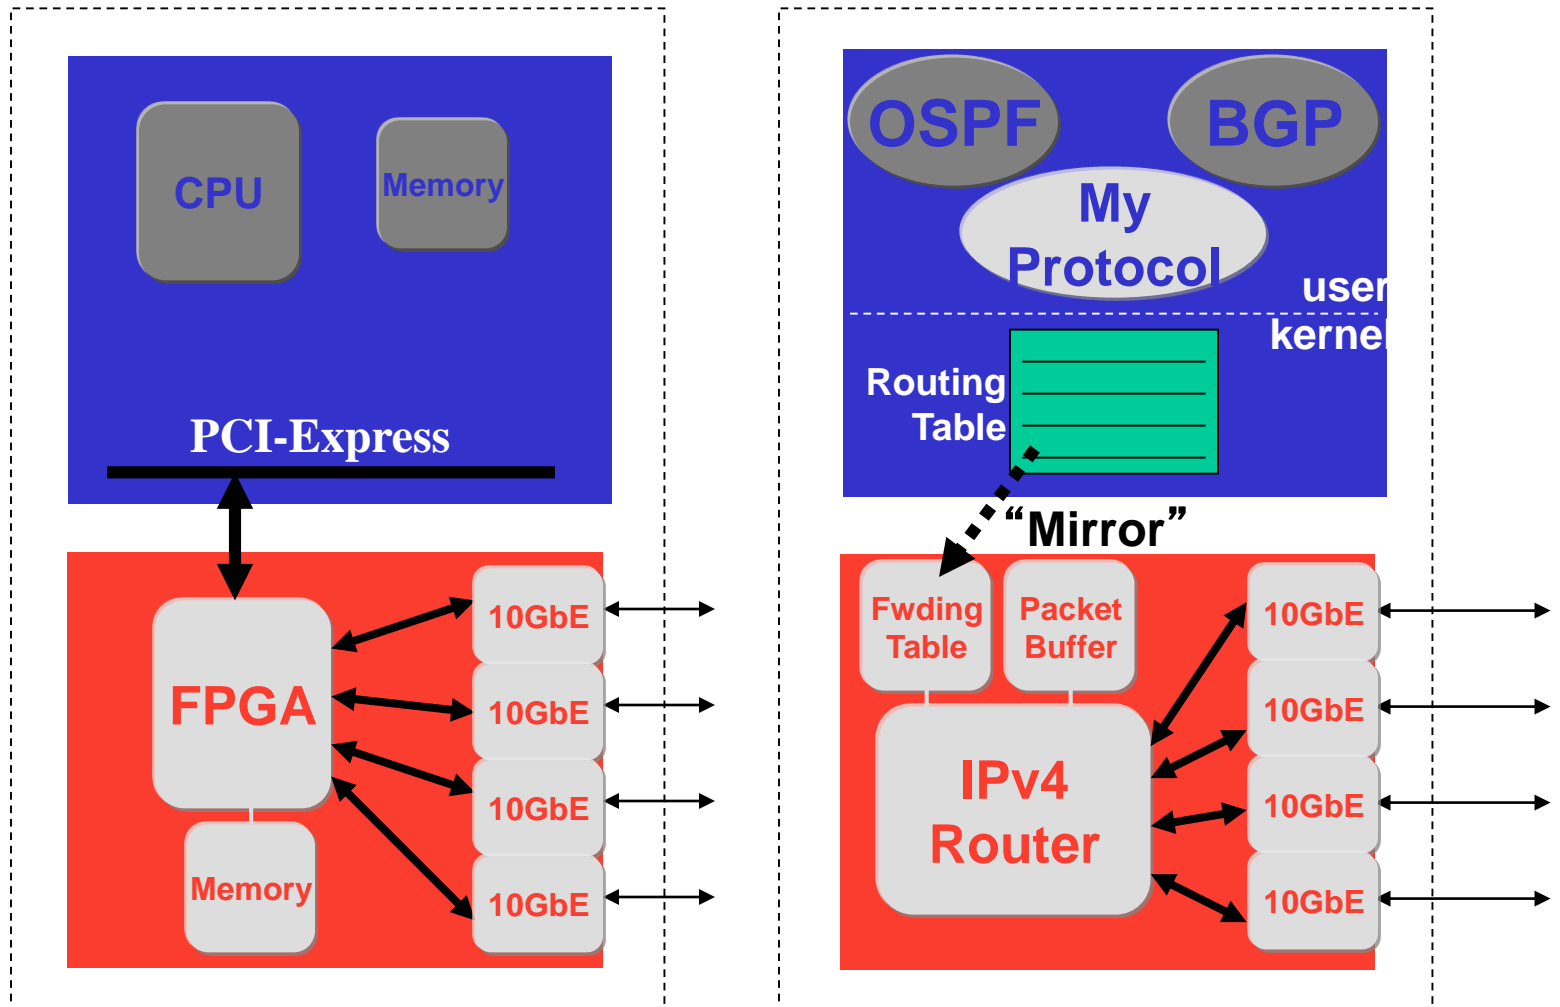 CPU
Memory
PCI-Express
FPGA
Memory
10GbE
10GbE
10GbE
10GbE
OSPF
BGP
My
Protocol
user
kernel
Routing
Table
“Mirror”
Fwding
Table
Packet
Buffer
IPv4
Router
10GbE
10GbE
10GbE
10GbE